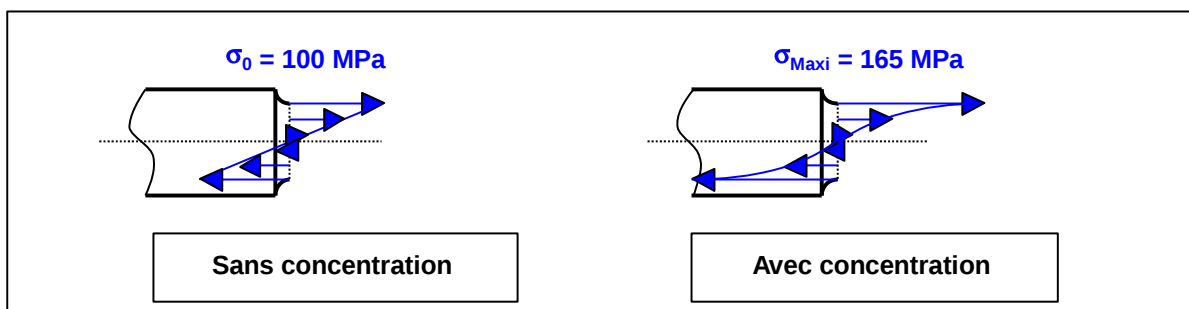 σ0 = 100 MPa
σMaxi = 165 MPa
Sans concentration
Avec concentration